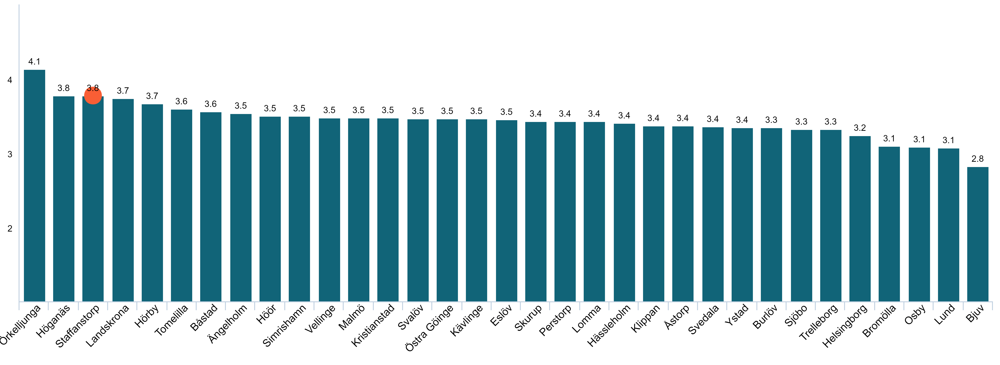 4.1
3.8
3.8
3.7
3.7
3.6
3.6
3.5
3.5
3.5
3.5
3.5
3.5
3.5
3.5
3.5
3.5
3.4
3.4
3.4
3.4
3.4
3.4
3.4
3.4
3.3
3.3
3.3
3.2
3.1
3.1
3.1
2.8
4
3
2
Örkelljunga
Höganäs
Staffanstorp
Landskrona
Hörby
Tomelilla
Båstad
Ängelholm
Höör
Simrishamn
Vellinge
Malmö
Kristianstad
Svalöv
Östra Göinge
Kävlinge
Eslöv
Skurup
Perstorp
Lomma
Hässleholm
Klippan
Åstorp
Svedala
Ystad
Burlöv
Sjöbo
Trelleborg
Helsingborg
Bromölla
Osby
Lund
Bjuv